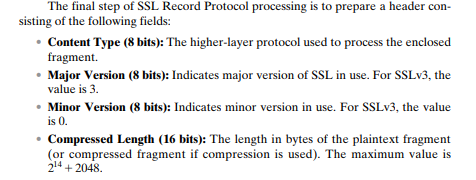 The final step of SSL Record Protocol processing is to prepare a header con-
sisting of the following fields:
• Content Type (8 bits): The higher-layer protocol used to process the enclosed
fragment.
• Major Version (8 bits): Indicates major version of SSL in use. For SSLv3, the
value is 3.
• Minor Version (8 bits): Indicates minor version in use. For SSLv3, the value
is 0.
• Compressed Length (16 bits): The length in bytes of the plaintext fragment
(or compressed fragment if compression is used). The maximum value is
2¹⁴ + 2048.